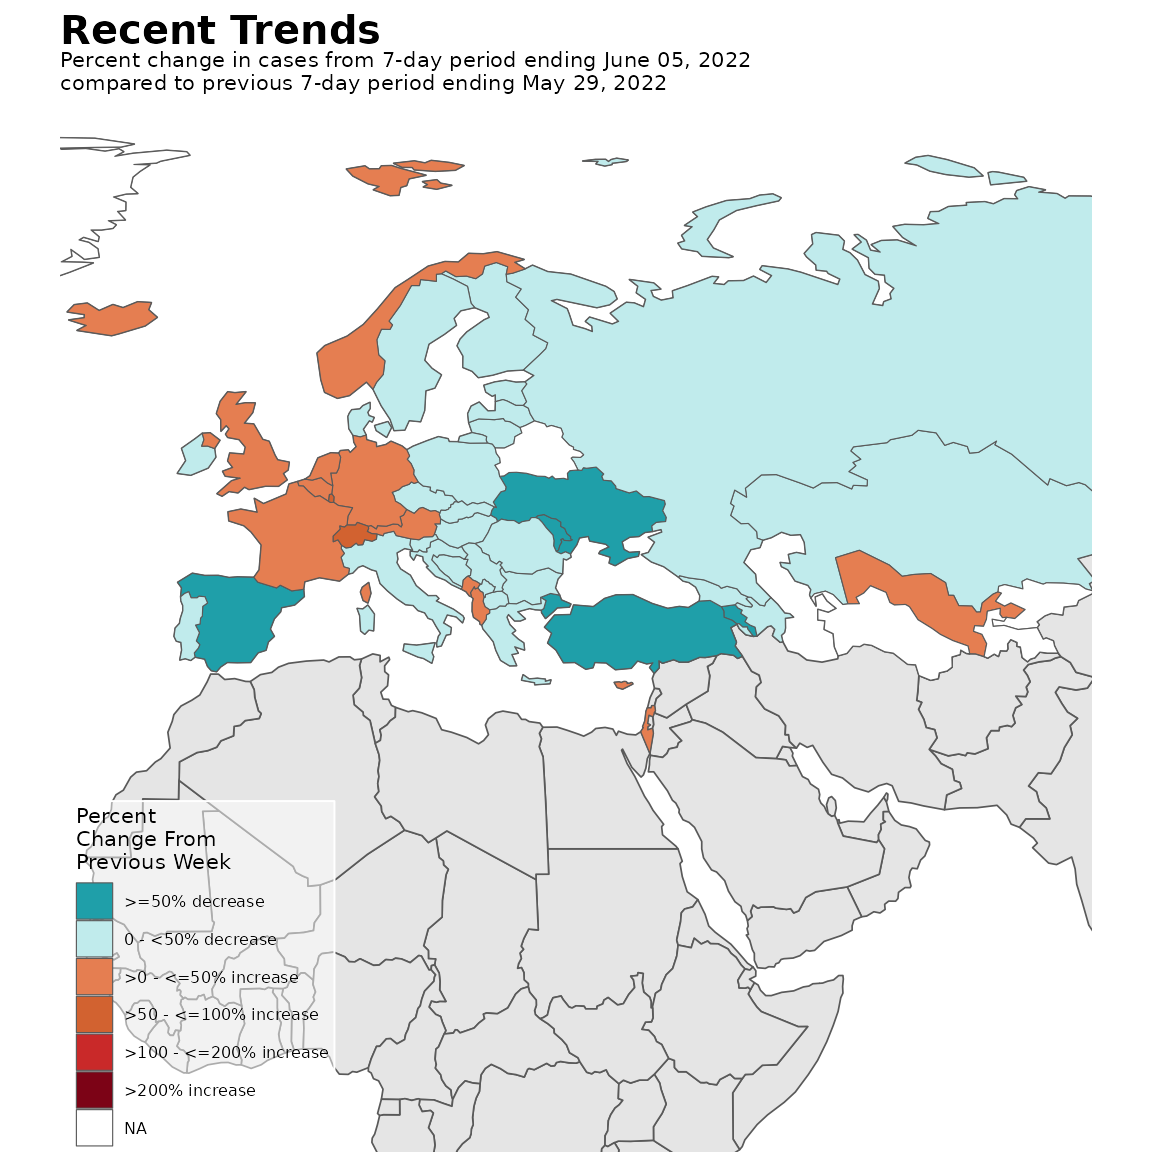 Recent Trends
Percent change in cases from 7-day period ending June 05, 2022
compared to previous 7-day period ending May 29, 2022
Percent
Change From
Previous Week
>=50% decrease
0 - <50% decrease
>0 - <=50% increase
>50 - <=100% increase
>100 - <=200% increase
>200% increase
NA